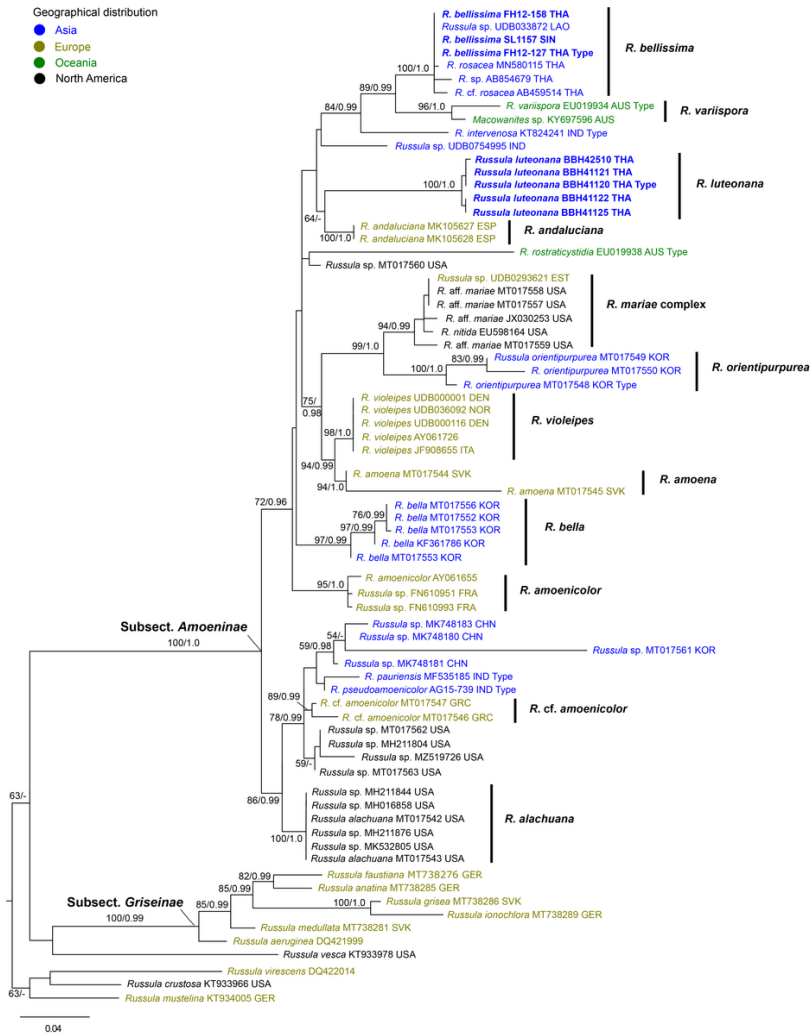 Geographical distribution
Asia
Europe
Oceania
North America
R. bellissima FH12-158 THA
Russula sp. UDB033872 LAO
R. bellissima SL1157 SIN
R. bellissima FH12-127 THA Type
R. rosacea MN580115 THA
R. sp. AB854679 THA
R. cf. rosacea AB459514 THA
R. bellissima
100/1.0
89/0.99
84/0.99
96/1.0
R. variispora EU019934 AUS Type
Macowanites sp. KY697596 AUS
R. variispora
R. intervenosa KT824241 IND Type
Russula sp. UDB0754995 IND
Russula luteonana BBH42510 THA
Russula luteonana BBH41121 THA
Russula luteonana BBH41120 THA Type
Russula luteonana BBH41122 THA
Russula luteonana BBH41125 THA
R. luteonana
100/1.0
64/-
R. andaluciana MK105627 ESP
R. andaluciana MK105628 ESP
100/1.0
R. andaluciana
R. rostraticystidia EU019938 AUS Type
Russula sp. MT017560 USA
Russula sp. UDB0293621 EST
R. aff. mariae MT017558 USA
R. aff. mariae MT017557 USA
R. aff. mariae JX030253 USA
R. nitida EU598164 USA
R. aff. mariae MT017559 USA
R. mariae complex
94/0.99
99/1.0
83/0.99
100/1.0
Russula orientipurpurea MT017549 KOR
R. orientipurpurea MT017550 KOR
R. orientipurpurea MT017548 KOR Type
R. orientipurpurea
75/
0.98
R. violeipes UDB000001 DEN
R. violeipes UDB036092 NOR
R. violeipes UDB000116 DEN
R. violeipes AY061726
R. violeipes JF908655 ITA
R. violeipes
98/1.0
94/0.99
R. amoena MT017544 SVK
94/1.0
R. amoena MT017545 SVK
R. amoena
72/0.96
R. bella MT017556 KOR
R. bella MT017552 KOR
R. bella MT017553 KOR
R. bella KF361786 KOR
R. bella MT017553 KOR
R. bella
76/0.99
97/0.99
97/0.99
R. amoenicolor AY061655
Russula sp. FN610951 FRA
Russula sp. FN610993 FRA
95/1.0
R. amoenicolor
Subsect. Amoeninae
100/1.0
Russula sp. MK748183 CHN
Russula sp. MK748180 CHN
54/-
Russula sp. MT017561 KOR
59/0.98
Russula sp. MK748181 CHN
R. pauriensis MF535185 IND Type
R. pseudoamoenicolor AG15-739 IND Type
89/0.99
R. cf. amoenicolor MT017547 GRC
R. cf. amoenicolor MT017546 GRC
R. cf. amoenicolor
78/0.99
Russula sp. MT017562 USA
Russula sp. MH211804 USA
Russula sp. MZ519726 USA
59/-
Russula sp. MT017563 USA
86/0.99
Russula sp. MH211844 USA
Russula sp. MH016858 USA
Russula alachuana MT017542 USA
Russula sp. MH211876 USA
Russula sp. MK532805 USA
Russula alachuana MT017543 USA
100/1.0
R. alachuana
63/-
Russula faustiana MT738276 GER
82/0.99
Russula anatina MT738285 GER
85/0.99
Russula grisea MT738286 SVK
100/1.0
Russula ionochlora MT738289 GER
85/0.99
Subsect. Griseinae
100/0.99
Russula medullata MT738281 SVK
Russula aeruginea DQ421999
Russula vesca KT933978 USA
Russula virescens DQ422014
Russula crustosa KT933966 USA
63/-
Russula mustelina KT934005 GER
0.04